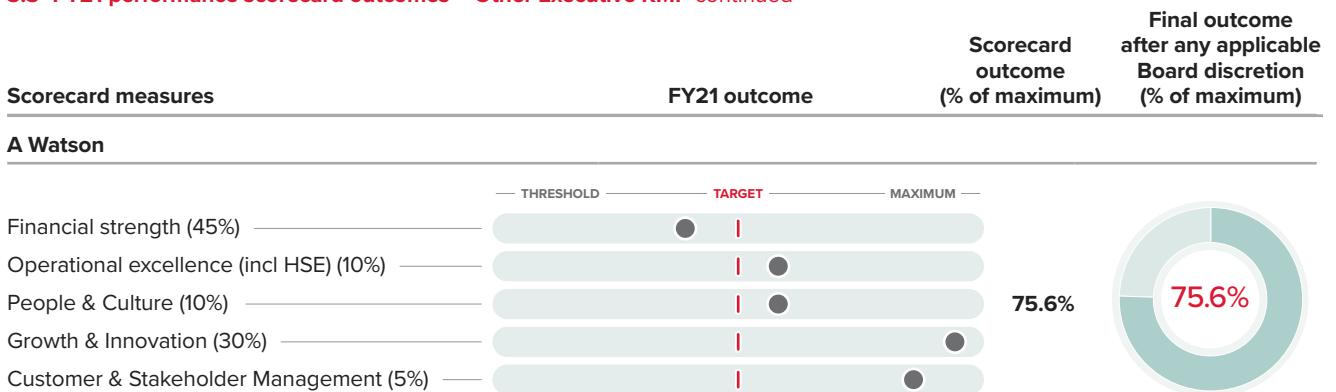 Scorecard measures
FY21 outcome
Scorecard
outcome
(% of maximum)
Final outcome
after any applicable
Board discretion
(% of maximum)
A Watson
THRESHOLD TARGET MAXIMUM
Financial strength (45%)
Operational excellence (incl HSE) (10%)
People & Culture (10%)
75.6%
75.6%
Growth & Innovation (30%)
Customer & Stakeholder Management (5%)